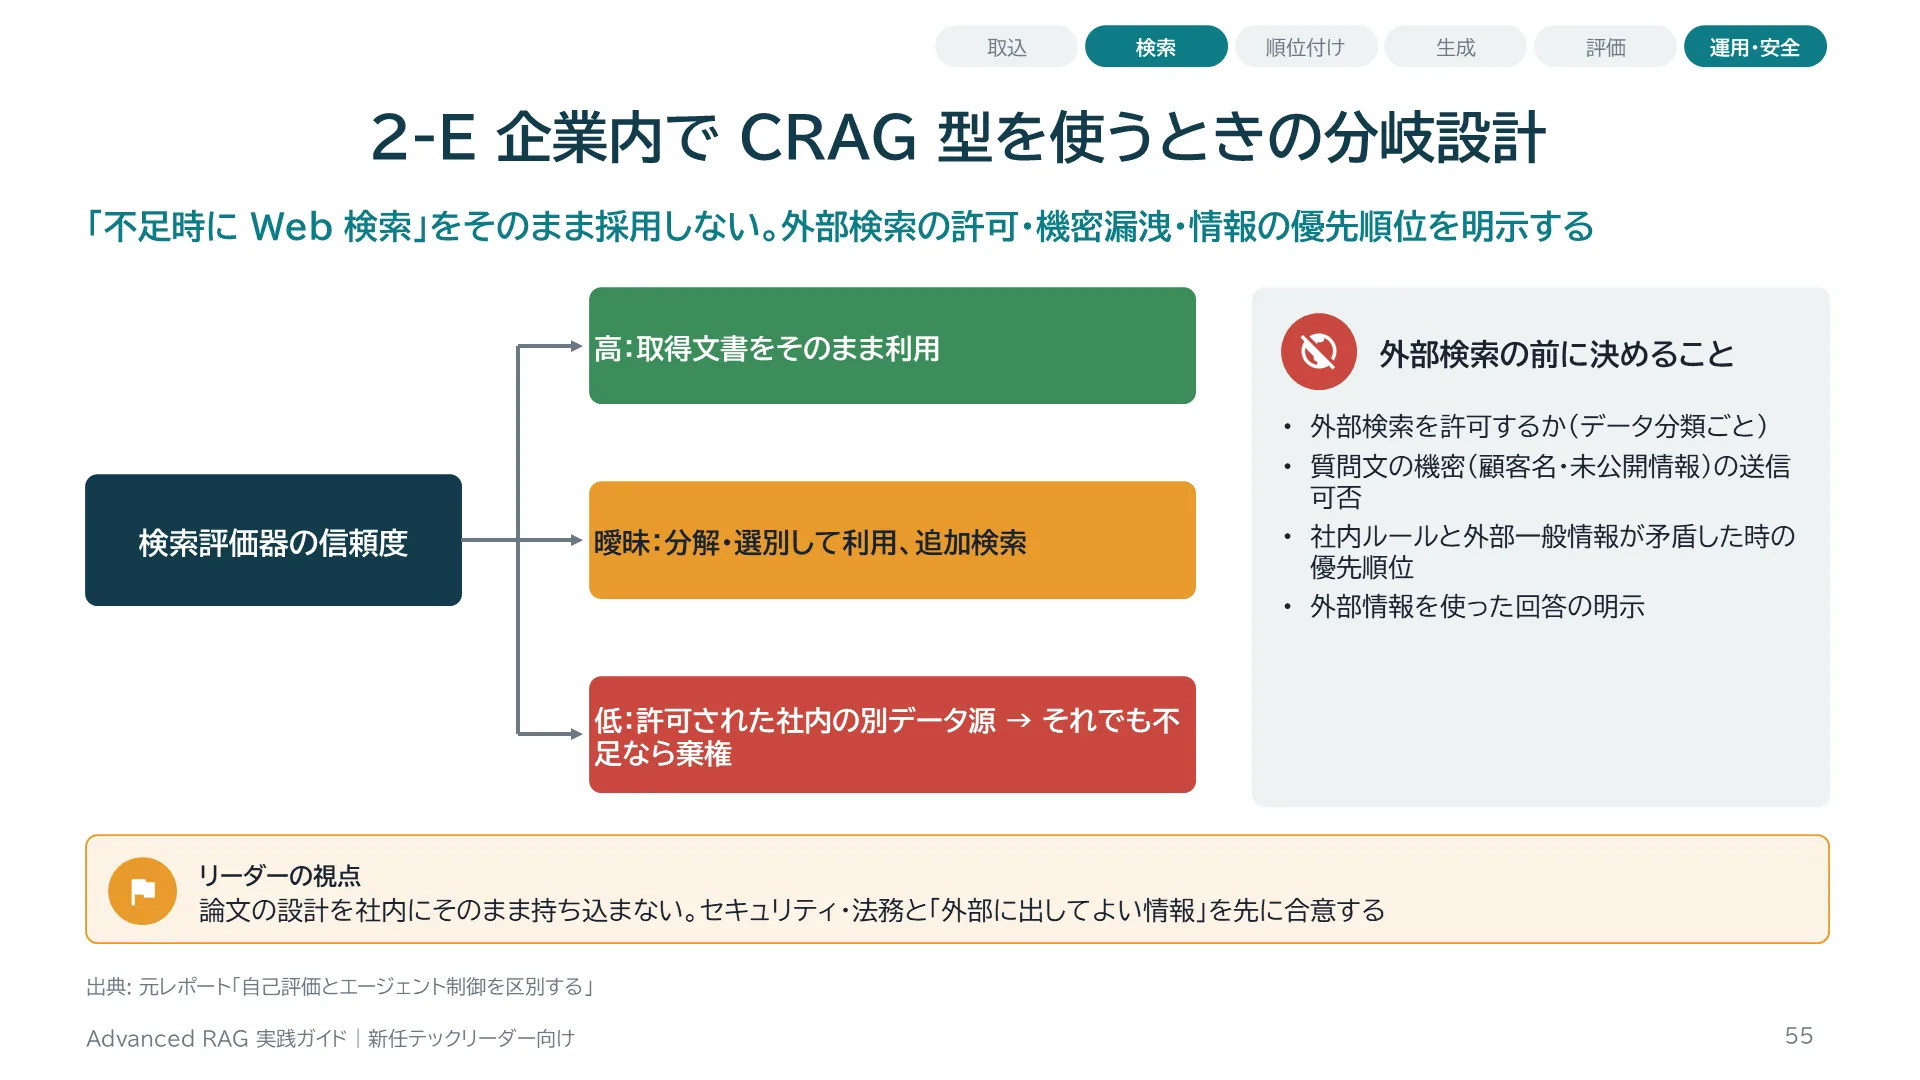 取込
検索
順位付け
生成
評価
運用・安全
2-E 企業内で CRAG 型を使うときの分岐設計
「不足時に Web 検索」をそのまま採用しない。外部検索の許可・機密漏洩・情報の優先順位を明示する
検索評価器の信頼度
高：取得文書をそのまま利用
曖昧：分解・選別して利用、追加検索
低：許可された社内の別データ源 → それでも不
足なら棄権
外部検索の前に決めること
• 外部検索を許可するか（データ分類ごと）
• 質問文の機密（顧客名・未公開情報）の送信
可否
• 社内ルールと外部一般情報が矛盾した時の
優先順位
• 外部情報を使った回答の明示
リーダーの視点
論文の設計を社内にそのまま持ち込まない。セキュリティ・法務と「外部に出してよい情報」を先に合意する
出典: 元レポート「自己評価とエージェント制御を区別する」
Advanced RAG 実践ガイド｜新任テックリーダー向け
55